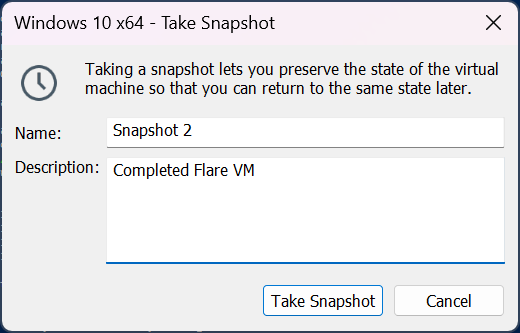 Windows 10 x64 - Take Snapshot
Taking a snapshot lets you preserve the state of the virtual
machine so that you can return to the same state later.
Name: Snapshot 2
Description: Completed Flare VM
Take Snapshot Cancel